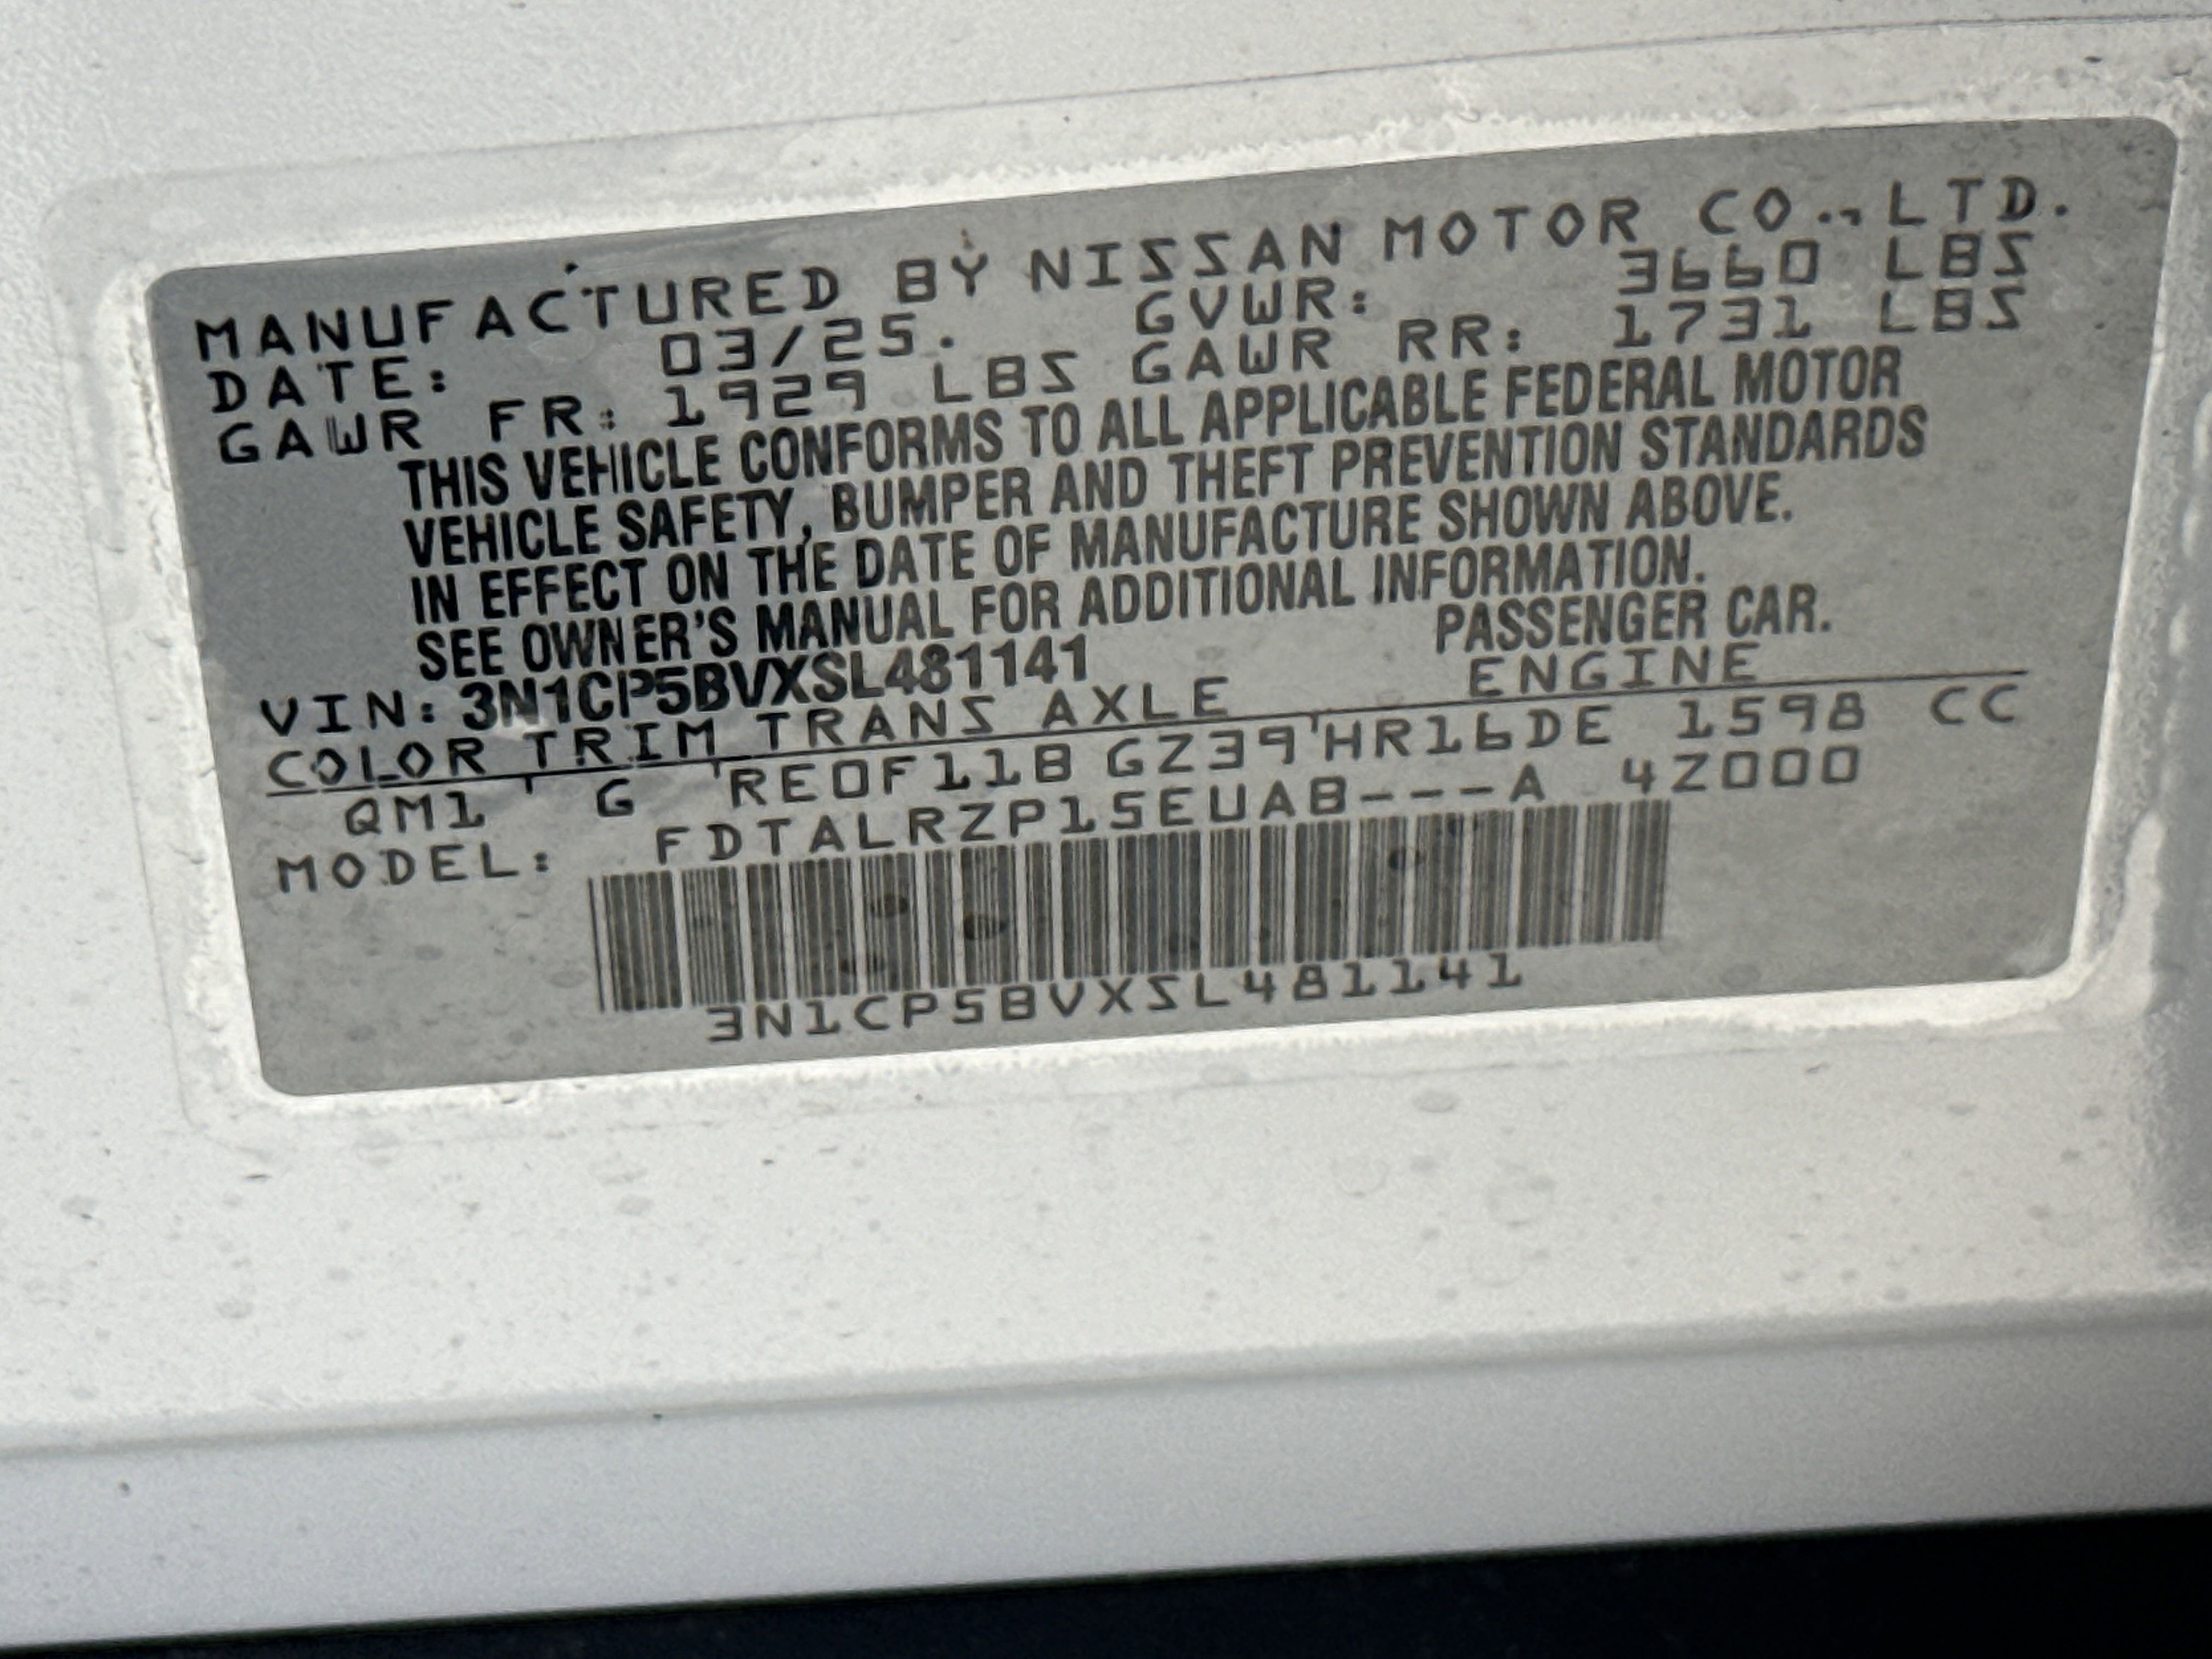 MANUFACTURED BY NISSAN MOTOR CO., LTD.
DATE: 03/25. GVWR: 3660 LBS
GAWR FR: 1929 LBS GAWR RR: 1731 LBS
THIS VEHICLE CONFORMS TO ALL APPLICABLE FEDERAL MOTOR
VEHICLE SAFETY, BUMPER AND THEFT PREVENTION STANDARDS
IN EFFECT ON THE DATE OF MANUFACTURE SHOWN ABOVE.
SEE OWNER'S MANUAL FOR ADDITIONAL INFORMATION.
VIN: 3N1CP5BVXSL481141 PASSENGER CAR.
COLOR TRIM TRANS AXLE ENGINE
QM1 G RE0F11B GZ39 HR16DE 1598 CC
MODEL: FDTALRZP15EUAB---A 4Z000
3N1CP5BVXSL481141